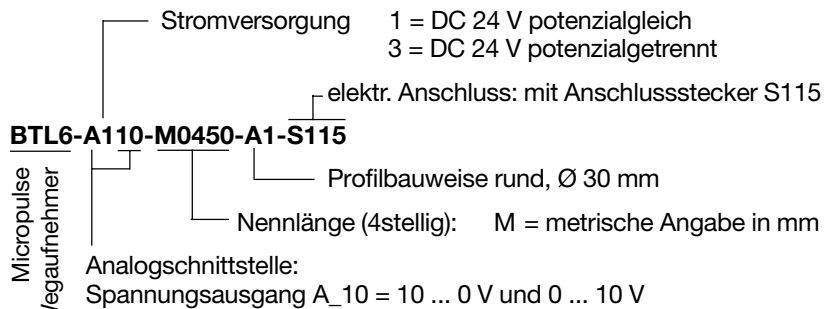 Stromversorgung 1 = DC 24 V potenzialgleich
3 = DC 24 V potenzialgetrennt
elektr. Anschluss: mit Anschlussstecker S115
BTL6-A110-M0450-A1-S115
Profilbauweise rund, Ø 30 mm
Nennlänge (4stellig): M = metrische Angabe in mm
Micropulse
Wegaufnehmer
Analogschnittstelle:
Spannungsausgang A_10 = 10 ... 0 V und 0 ... 10 V